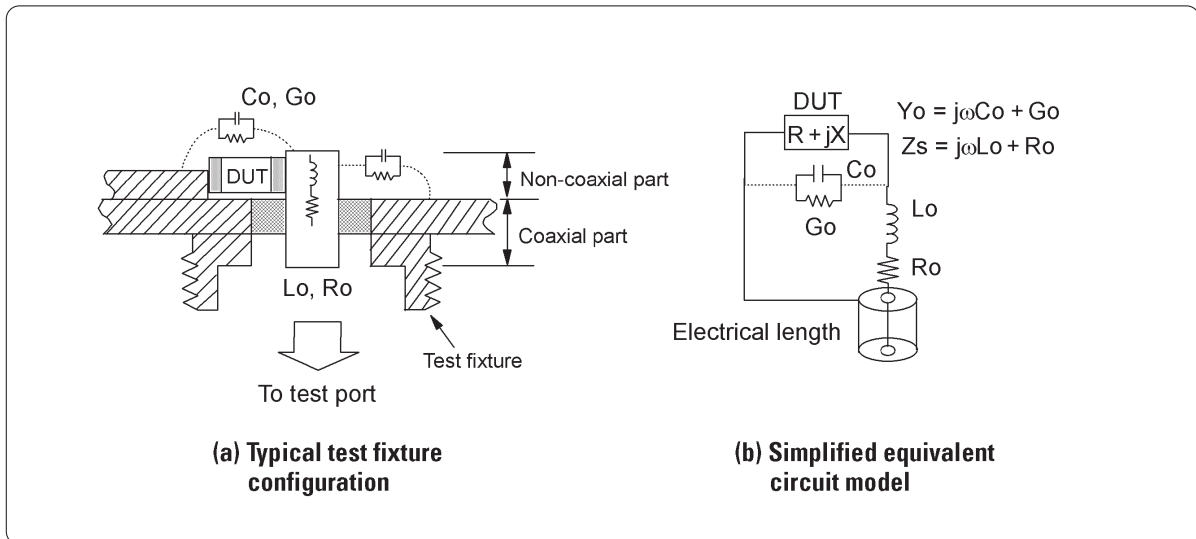 Co, Go
DUT
Non-coaxial part
Coaxial part
Lo, Ro
Test fixture
To test port
(a) Typical test fixture
configuration
DUT
R + jX
Yo = jωCo + Go
Zs = jωLo + Ro
Co
Go
Lo
Ro
Electrical length
(b) Simplified equivalent
circuit model